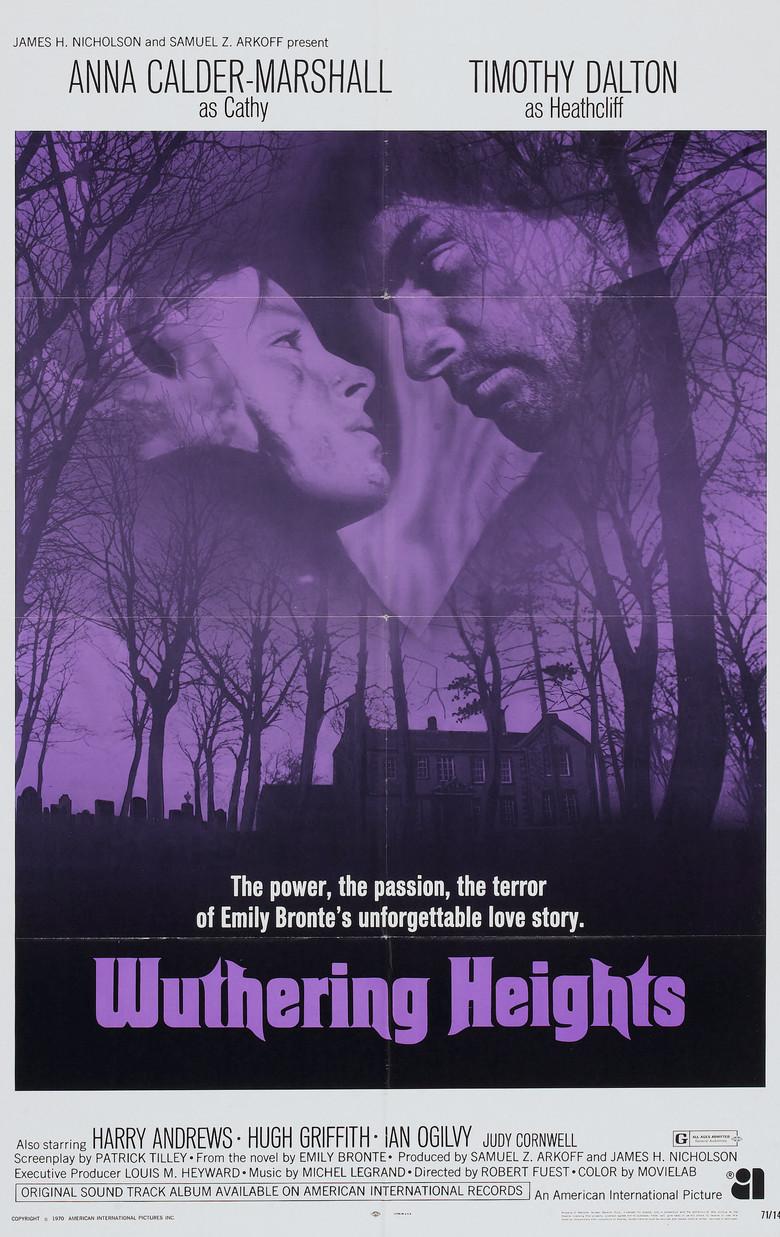 JAMES H. NICHOLSON and SAMUEL Z. ARKOFF present
ANNA CALDER-MARSHALL
as Cathy
TIMOTHY DALTON
as Heathcliff
The power, the passion, the terror
of Emily Bronte's unforgettable love story.
Wuthering Heights
Also starring HARRY ANDREWS • HUGH GRIFFITH • IAN OGILVY JUDY CORNWELL
G ALL AGES ADMITTED
General Audiences
Screenplay by PATRICK TILLEY • From the novel by EMILY BRONTE • Produced by SAMUEL Z. ARKOFF and JAMES H. NICHOLSON
Executive Producer LOUIS M. HEYWARD • Music by MICHEL LEGRAND • Directed by ROBERT FUEST • COLOR by MOVIELAB
ORIGINAL SOUND TRACK ALBUM AVAILABLE ON AMERICAN INTERNATIONAL RECORDS
An American International Picture
®
COPYRIGHT © 1970 AMERICAN INTERNATIONAL PICTURES INC.
71/14